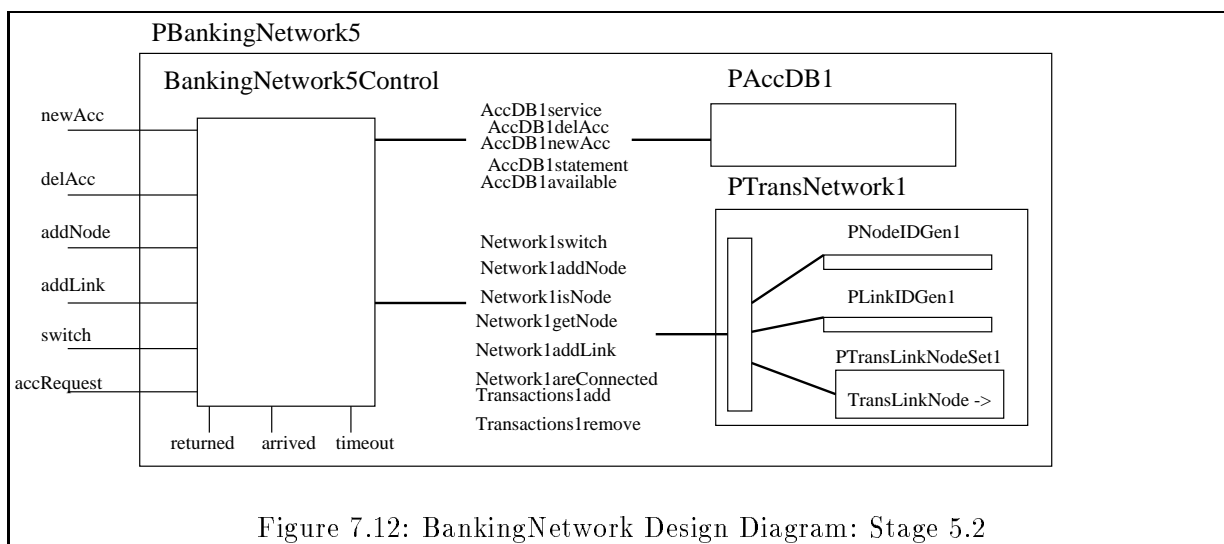 PBankingNetwork5
BankingNetwork5Control
PAccDB1
newAcc
delAcc
addNode
addLink
switch
accRequest
returned
arrived
timeout
AccDB1service
AccDB1delAcc
AccDB1newAcc
AccDB1statement
AccDB1available
Network1switch
Network1addNode
Network1isNode
Network1getNode
Network1addLink
Network1areConnected
Transactions1add
Transactions1remove
PTransNetwork1
PNodeIDGen1
PLinkIDGen1
PTransLinkNodeSet1
TransLinkNode ->
Figure 7.12: BankingNetwork Design Diagram: Stage 5.2